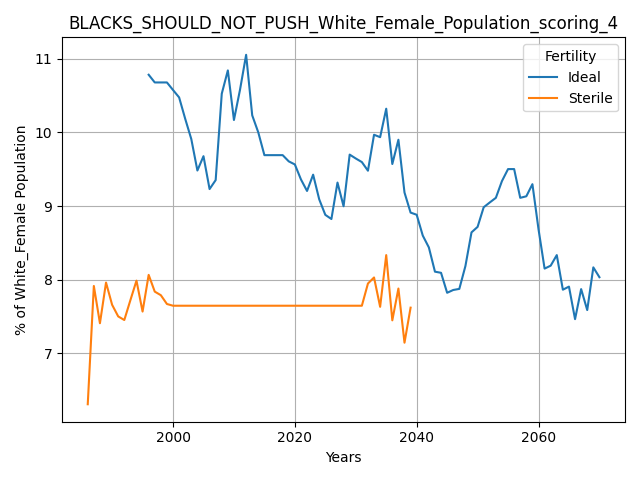 BLACKS_SHOULD_NOT_PUSH_White_Female_Population_scoring_4
Fertility
Ideal
Sterile
% of White_Female Population
11
10
9
8
7
2000 2020 2040 2060
Years